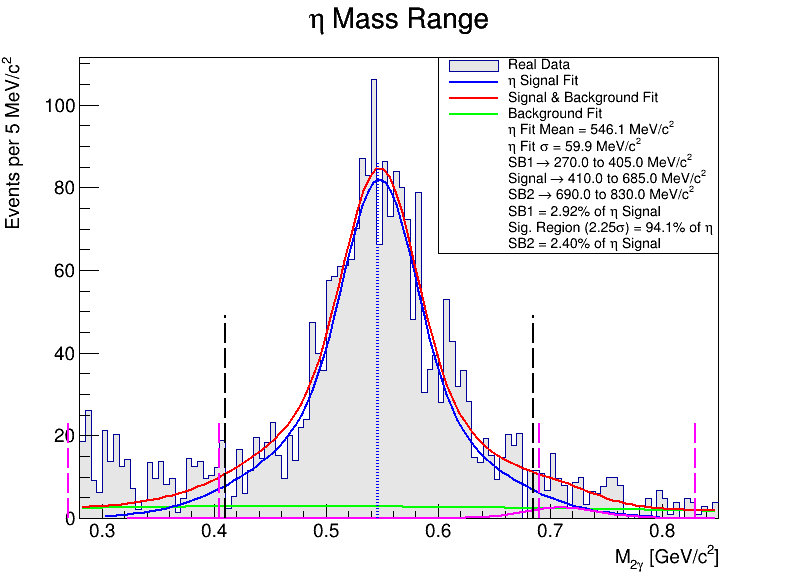 η Mass Range
Events per 5 MeV/c²
Real Data
η Signal Fit
Signal & Background Fit
Background Fit
η Fit Mean = 546.1 MeV/c²
η Fit σ = 59.9 MeV/c²
SB1 → 270.0 to 405.0 MeV/c²
Signal → 410.0 to 685.0 MeV/c²
SB2 → 690.0 to 830.0 MeV/c²
SB1 = 2.92% of η Signal
Sig. Region (2.25σ) = 94.1% of η
SB2 = 2.40% of η Signal
100
80
60
40
20
0
0.3 0.4 0.5 0.6 0.7 0.8
M₂γ [GeV/c²]